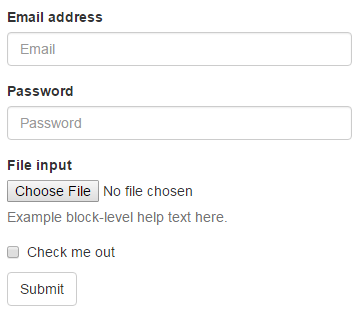 Email address
Email
Password
Password
File input
Choose File No file chosen
Example block-level help text here.
Check me out
Submit